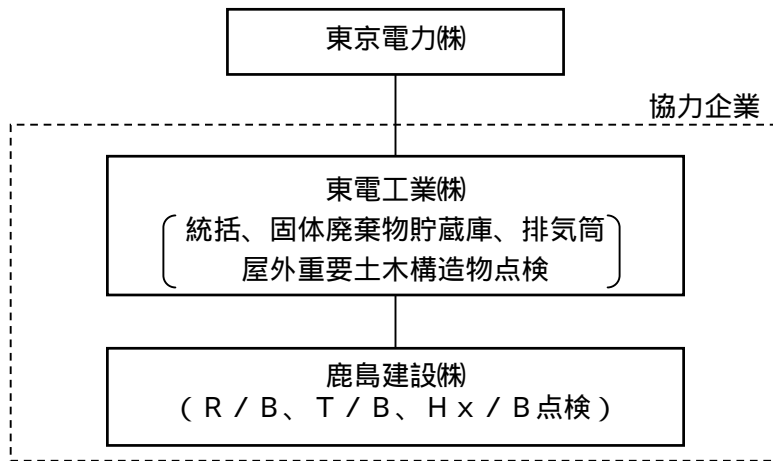 東京電力㈱
協力企業
東電工業㈱
統括、固体廃棄物貯蔵庫、排気筒
屋外重要土木構造物点検
鹿島建設㈱
(Ｒ/Ｂ、Ｔ/Ｂ、Ｈｘ/Ｂ点検)